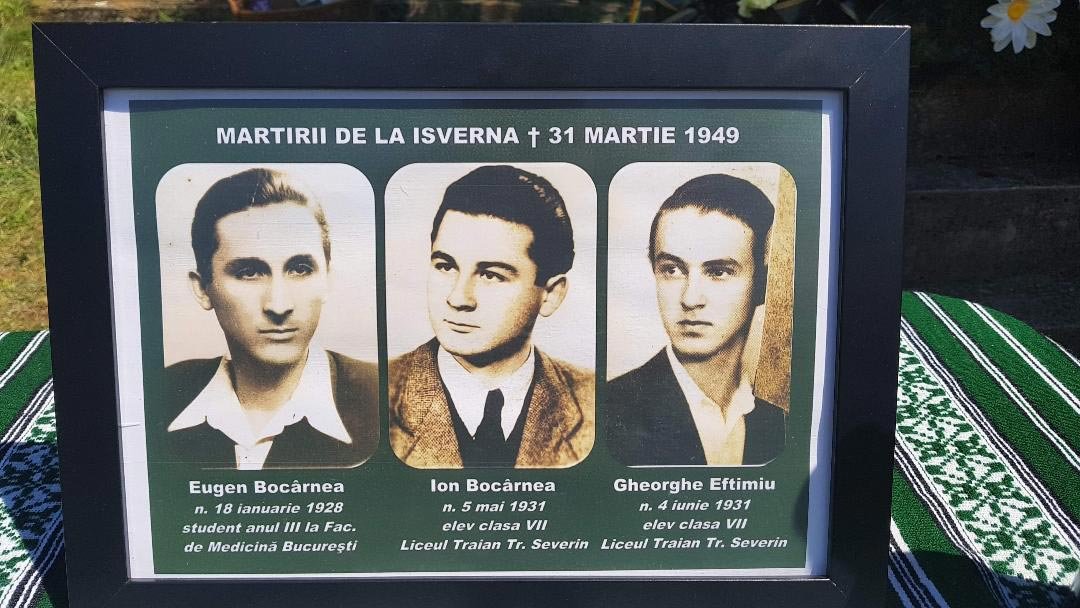 MARTIRII DE LA ISVERNA † 31 MARTIE 1949
Eugen Bocârnea
n. 18 ianuarie 1928
student anul III la Fac.
de Medicină Bucureşti
Ion Bocârnea
n. 5 mai 1931
elev clasa VII
Liceul Traian Tr. Severin
Gheorghe Eftimiu
n. 4 iunie 1931
elev clasa VII
Liceul Traian Tr. Severin